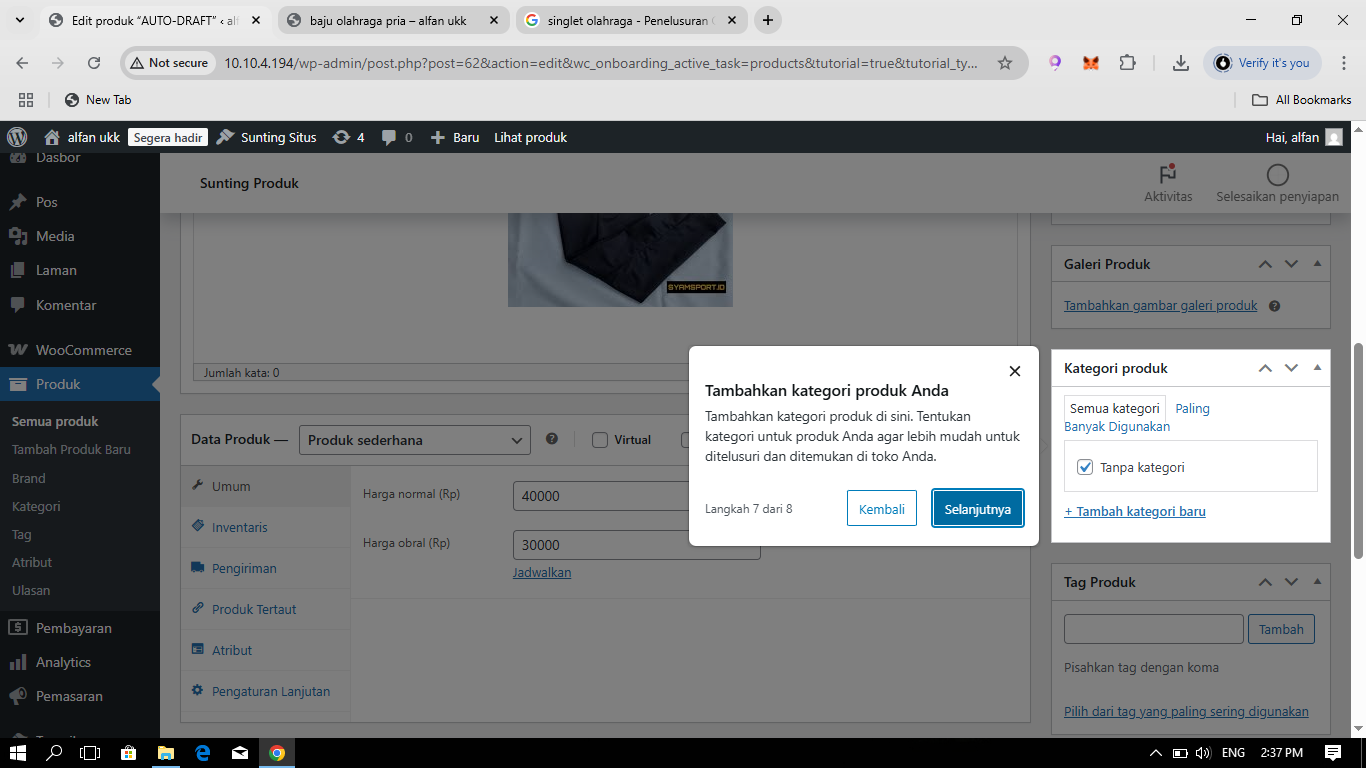 Edit produk “AUTO-DRAFT” ‹ alf
baju olahraga pria – alfan ukk
singlet olahraga - Penelusuran
Not secure
10.10.4.194/wp-admin/post.php?post=62&action=edit&wc_onboarding_active_task=products&tutorial=true&tutorial_ty...
Verify it's you
New Tab
All Bookmarks
alfan ukk
Segera hadir
Sunting Situs
4
0
Baru
Lihat produk
Hai, alfan
Dasbor
Pos
Media
Laman
Komentar
WooCommerce
Produk
Semua produk
Tambah Produk Baru
Brand
Kategori
Tag
Atribut
Ulasan
Pembayaran
Analytics
Pemasaran
Sunting Produk
Aktivitas
Selesaikan penyiapan
SYAMSPORT.ID
Jumlah kata: 0
Data Produk —
Produk sederhana
Virtual
Umum
Inventaris
Pengiriman
Produk Tertaut
Atribut
Pengaturan Lanjutan
Harga normal (Rp)
40000
Harga obral (Rp)
30000
Jadwalkan
Tambahkan kategori produk Anda
Tambahkan kategori produk di sini. Tentukan
kategori untuk produk Anda agar lebih mudah untuk
ditelusuri dan ditemukan di toko Anda.
Langkah 7 dari 8
Kembali
Selanjutnya
Galeri Produk
Tambahkan gambar galeri produk
Kategori produk
Semua kategori
Paling
Banyak Digunakan
Tanpa kategori
+ Tambah kategori baru
Tag Produk
Tambah
Pisahkan tag dengan koma
Pilih dari tag yang paling sering digunakan
ENG
2:37 PM